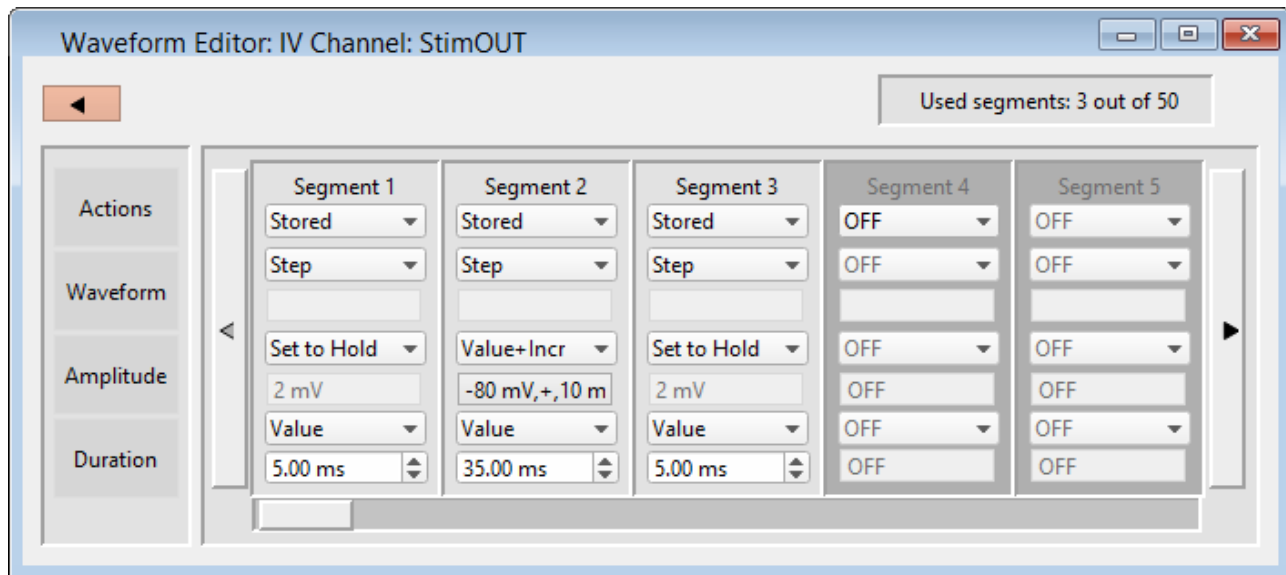 Waveform Editor: IV Channel: StimOUT
Used segments: 3 out of 50
Actions
Waveform
Amplitude
Duration
Segment 1
Stored
Step
Set to Hold
2 mV
Value
5.00 ms
Segment 2
Stored
Step
Value+Incr
-80 mV,+,10 m
Value
35.00 ms
Segment 3
Stored
Step
Set to Hold
2 mV
Value
5.00 ms
Segment 4
OFF
OFF
OFF
OFF
OFF
OFF
Segment 5
OFF
OFF
OFF
OFF
OFF
OFF